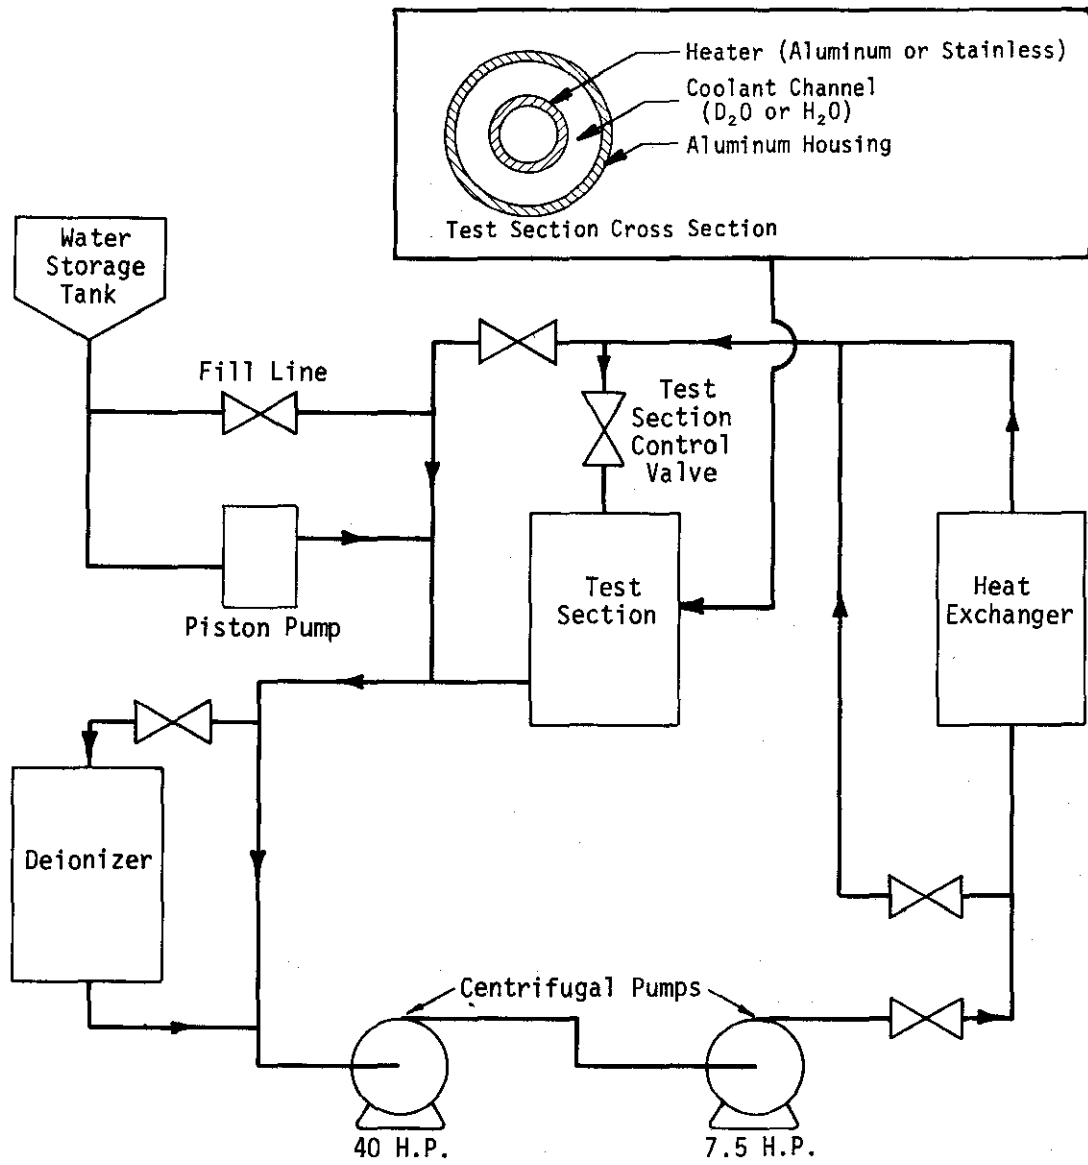 Heater (Aluminum or Stainless)
Coolant Channel
(D₂O or H₂O)
Aluminum Housing
Test Section Cross Section
Water
Storage
Tank
Fill Line
Test
Section
Control
Valve
Piston Pump
Test
Section
Heat
Exchanger
Deionizer
Centrifugal Pumps
40 H.P.
7.5 H.P.